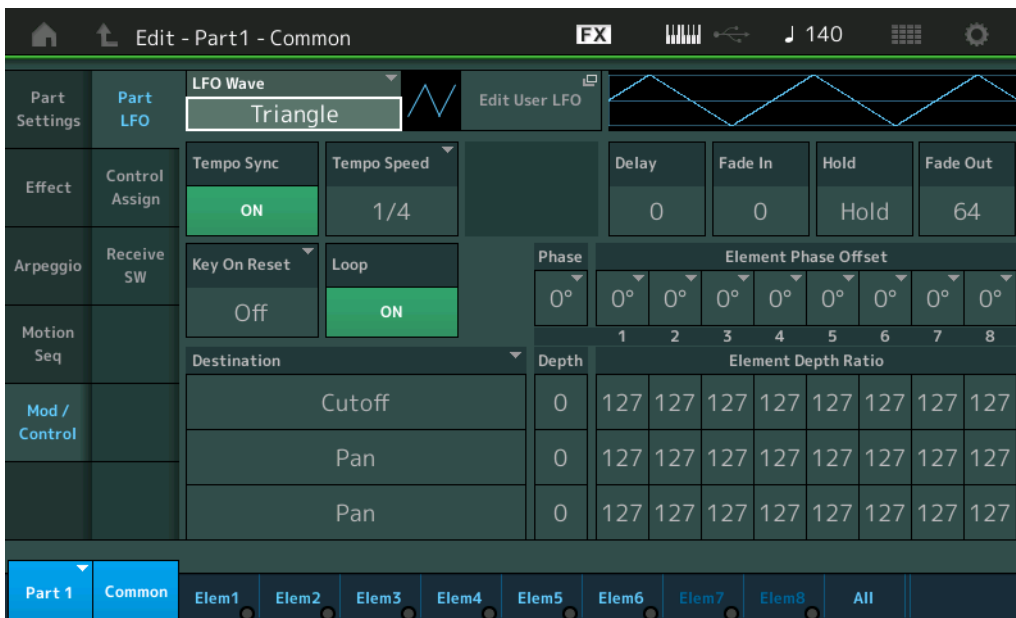 Edit - Part1 - Common FX ♩ 140
Part Settings
Effect
Arpeggio
Motion Seq
Mod / Control
Part LFO
Control Assign
Receive SW
LFO Wave
Triangle
Edit User LFO
Tempo Sync
ON
Tempo Speed
1/4
Delay
0
Fade In
0
Hold
Hold
Fade Out
64
Key On Reset
Off
Loop
ON
Phase
0°
Element Phase Offset
0° 0° 0° 0° 0° 0° 0° 0°
1 2 3 4 5 6 7 8
Destination Depth Element Depth Ratio
Cutoff 0 127 127 127 127 127 127 127 127
Pan 0 127 127 127 127 127 127 127 127
Pan 0 127 127 127 127 127 127 127 127
Part 1 Common Elem1 Elem2 Elem3 Elem4 Elem5 Elem6 Elem7 Elem8 All